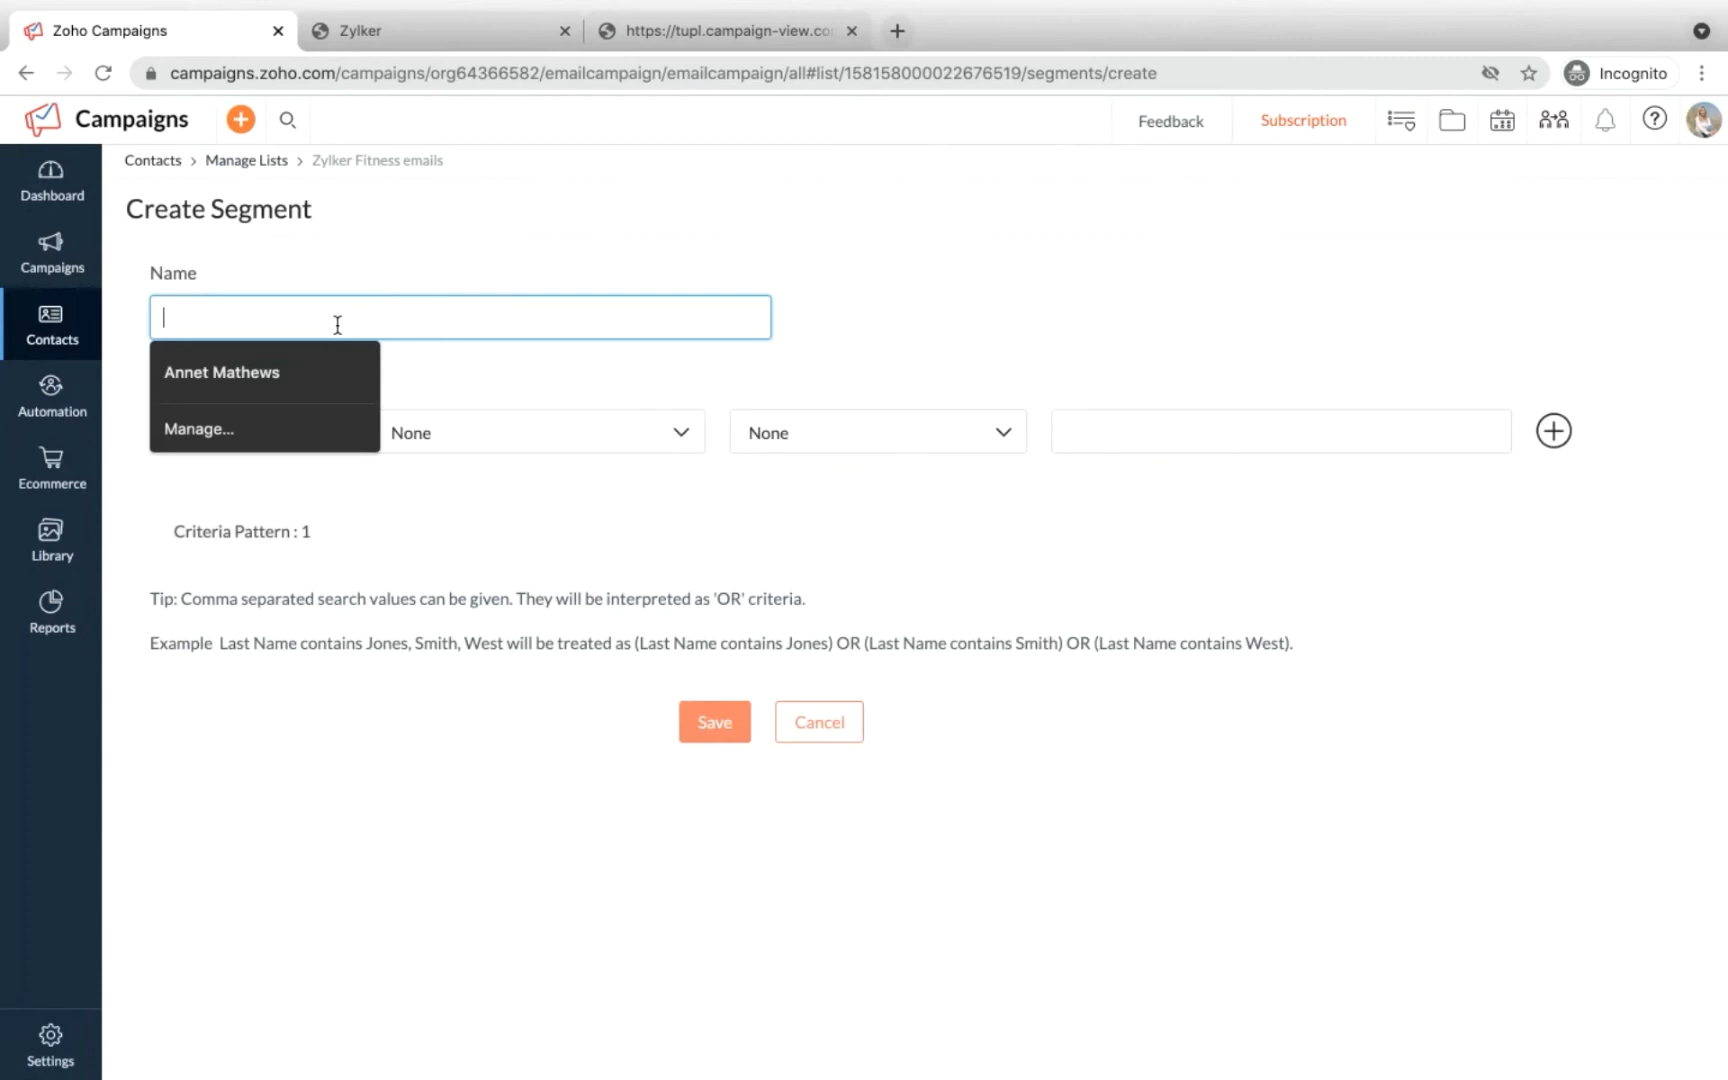 Zoho Campaigns
Zylker
https://tupl.campaign-view.co
campaigns.zoho.com/campaigns/org64366582/emailcampaign/emailcampaign/all#list/158158000022676519/segments/create
Incognito
Campaigns
Feedback
Subscription
Dashboard
Campaigns
Contacts
Automation
Ecommerce
Library
Reports
Settings
Contacts > Manage Lists > Zylker Fitness emails
Create Segment
Name
Annet Mathews
Manage...
None
None
Criteria Pattern : 1
Tip: Comma separated search values can be given. They will be interpreted as 'OR' criteria.
Example Last Name contains Jones, Smith, West will be treated as (Last Name contains Jones) OR (Last Name contains Smith) OR (Last Name contains West).
Save
Cancel